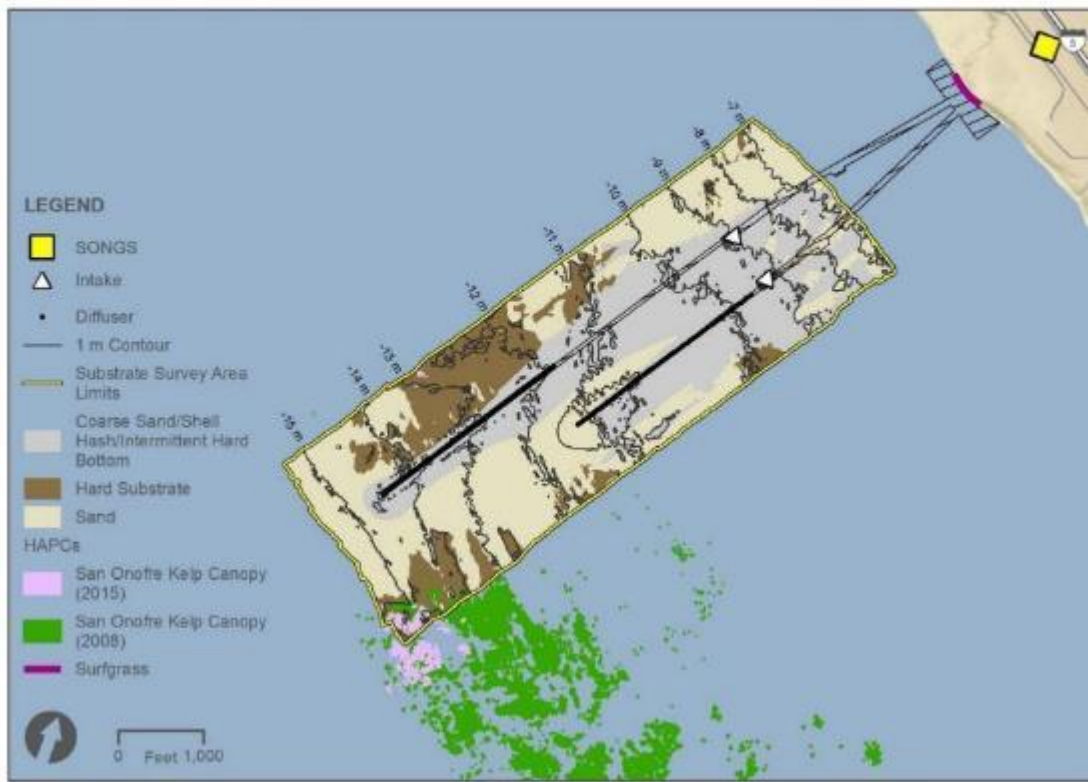 5
-7 m
-8 m
-9 m
-10 m
-11 m
-12 m
-13 m
-14 m
-15 m
LEGEND
SONGS
Intake
Diffuser
1 m Contour
Substrate Survey Area
Limits
Coarse Sand/Shell
Hash/Intermittent Hard
Bottom
Hard Substrate
Sand
HAPCs
San Onofre Kelp Canopy
(2015)
San Onofre Kelp Canopy
(2008)
Surfgrass
0 Feet 1,000